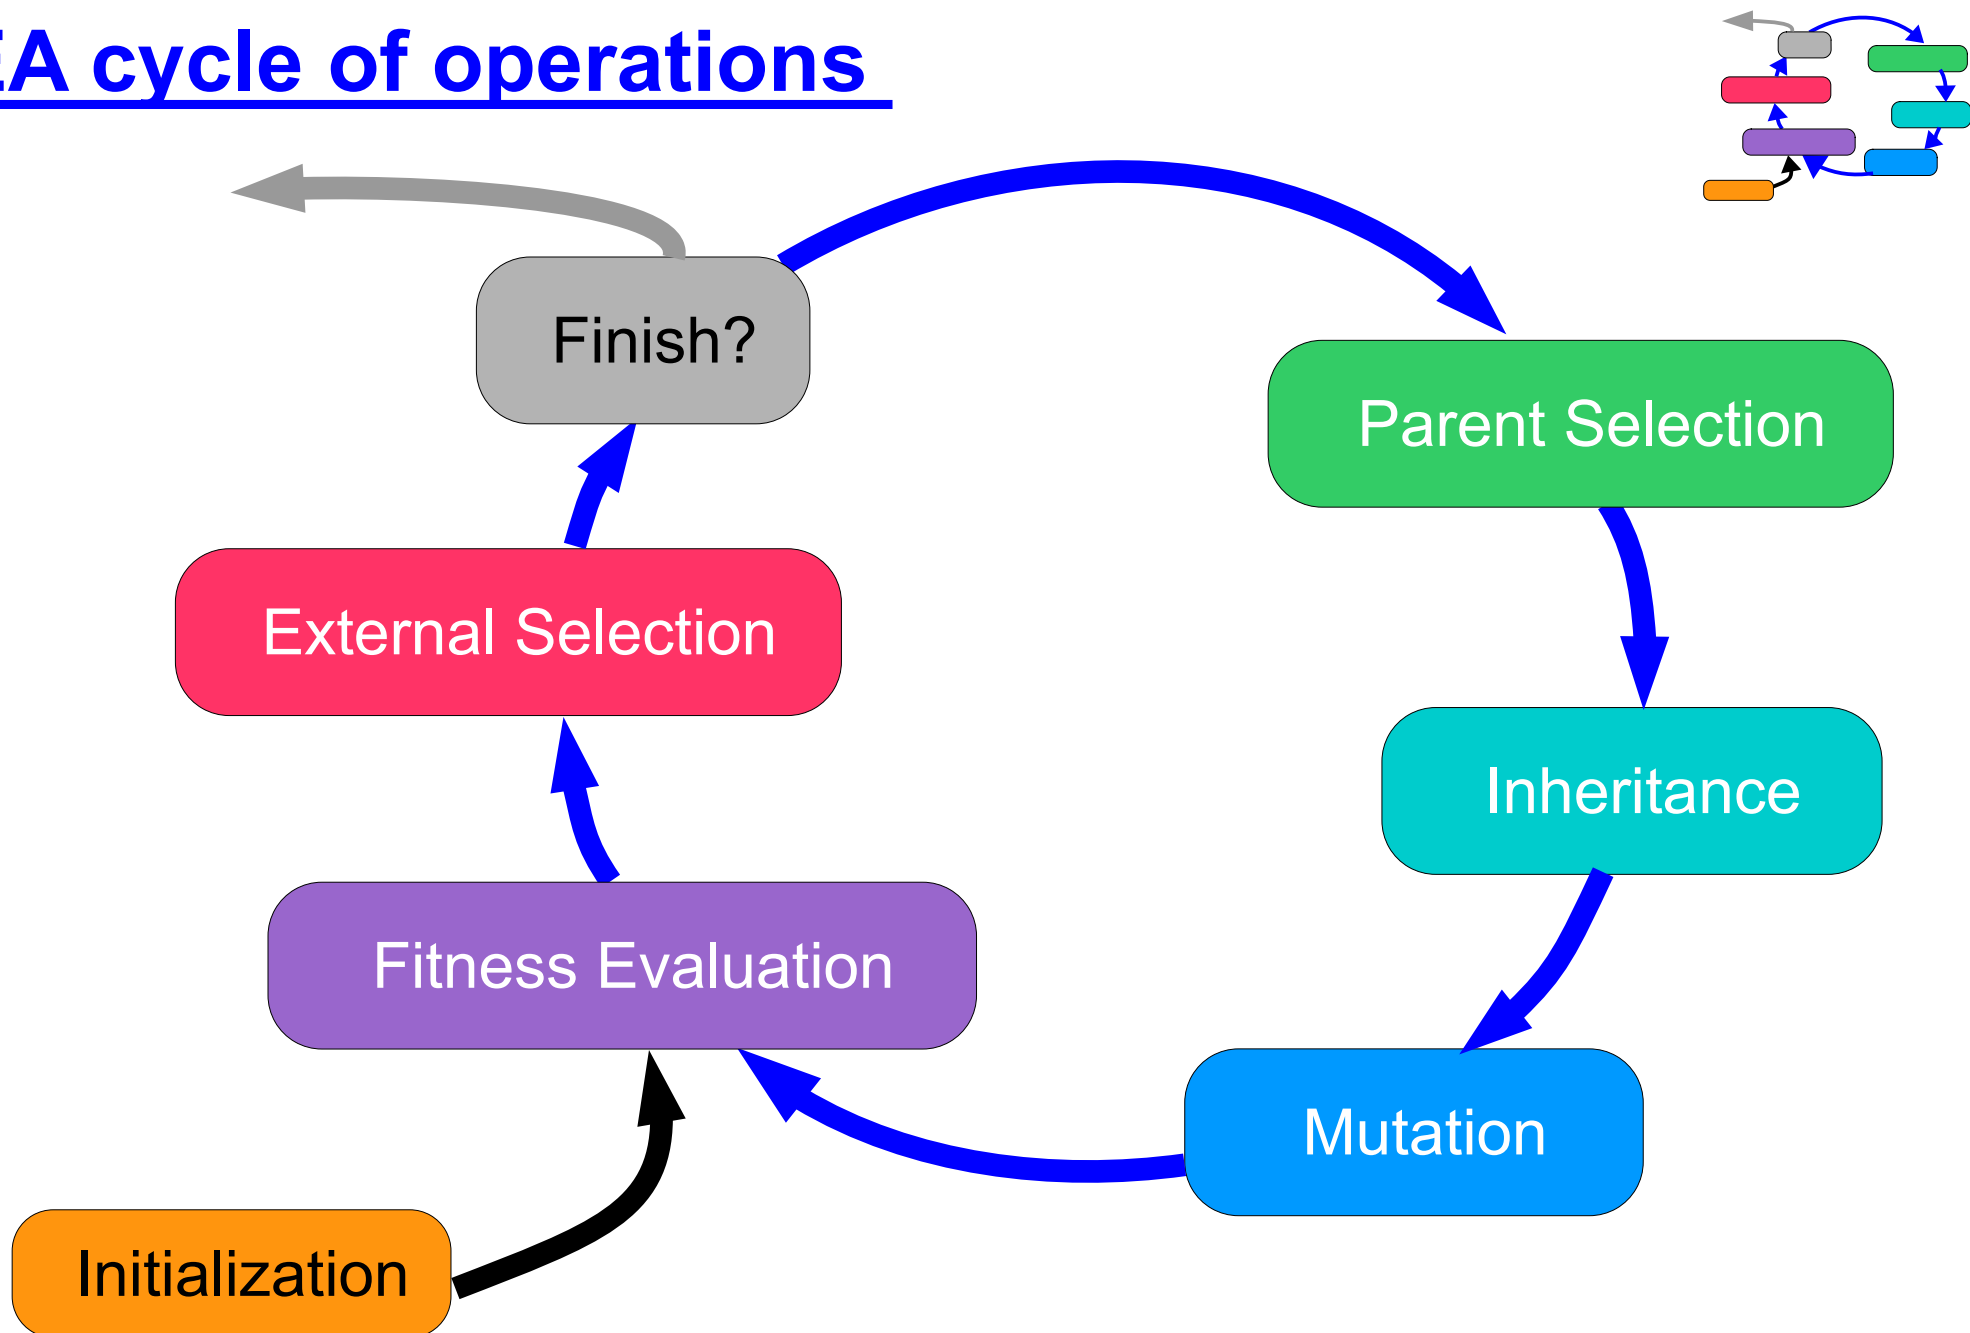 EA cycle of operations
Finish?
Parent Selection
External Selection
Inheritance
Fitness Evaluation
Mutation
Initialization